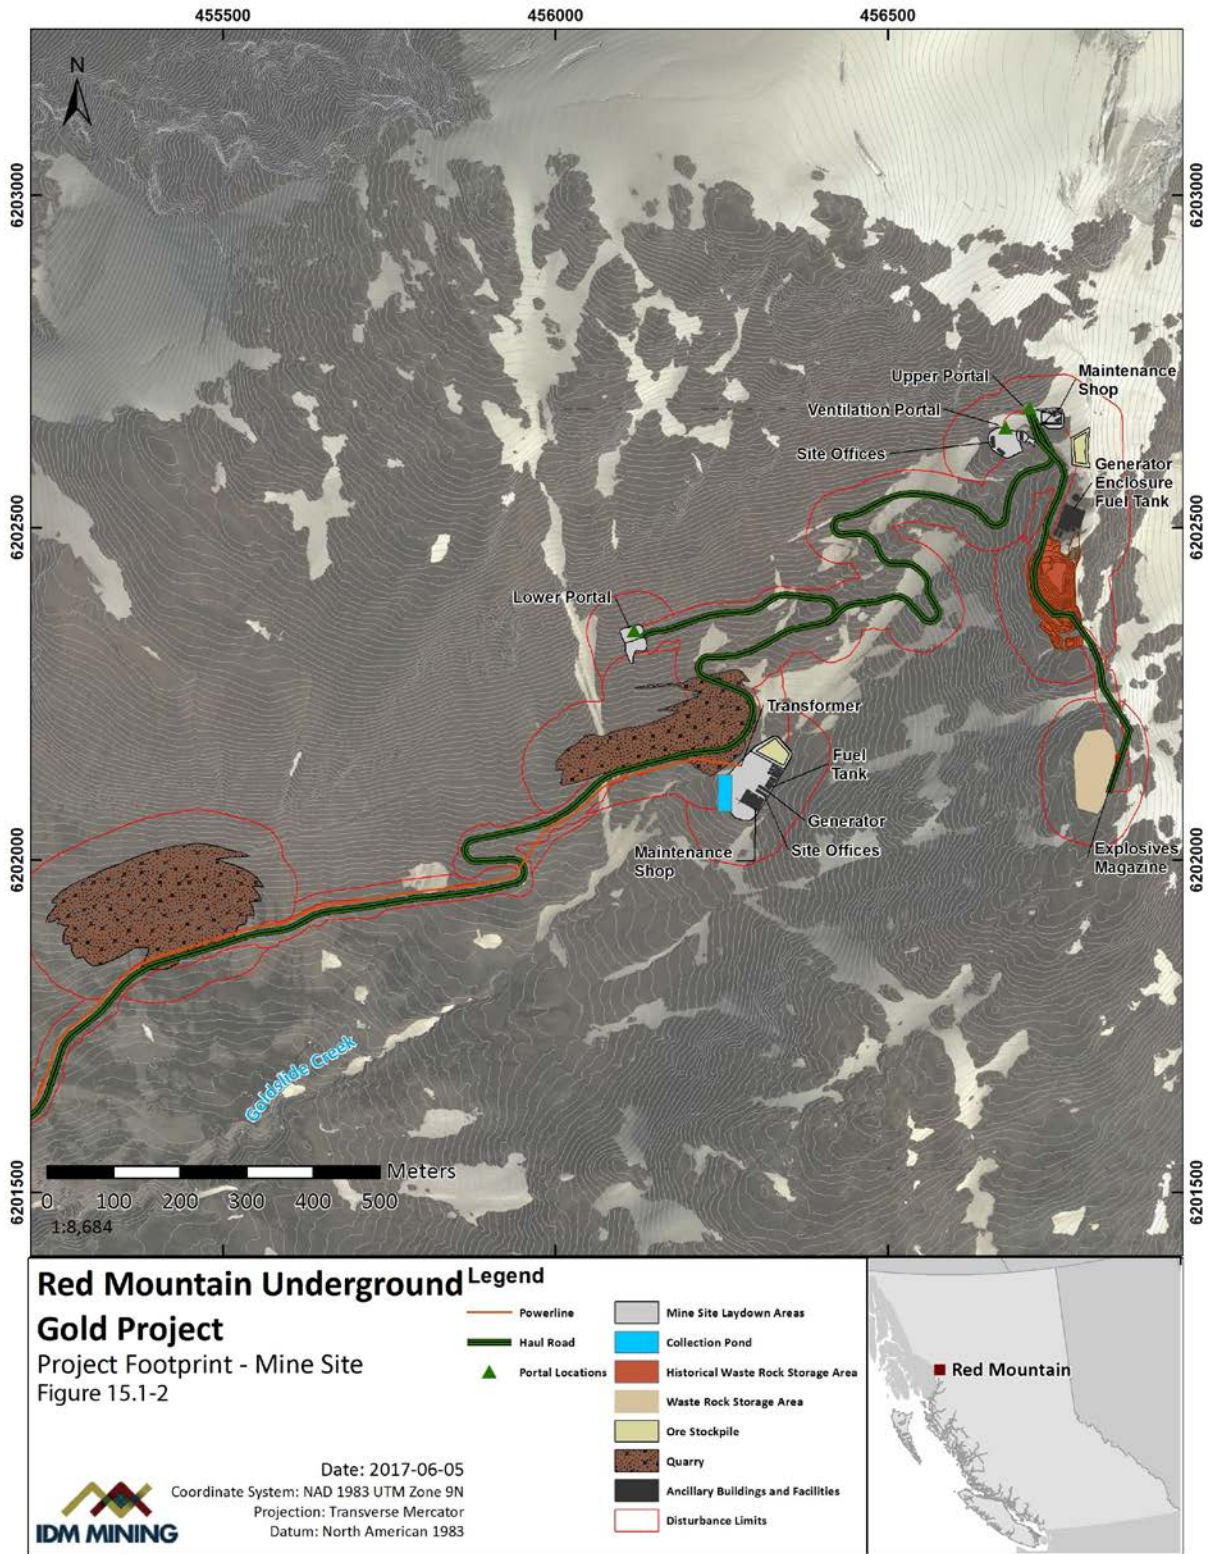 455500
456000
456500
N
6203000
6203000
Upper Portal
Maintenance
Shop
Ventilation Portal
Site Offices
Generator
Enclosure
Fuel Tank
6202500
6202500
Lower Portal
Transformer
Fuel
Tank
Generator
Maintenance
Shop
Site Offices
Explosives
Magazine
6202000
6202000
Goldslide Creek
Meters
0 100 200 300 400 500
1:8,684
6201500
6201500
Red Mountain Underground
Gold Project
Project Footprint - Mine Site
Figure 15.1-2
Date: 2017-06-05
Coordinate System: NAD 1983 UTM Zone 9N
Projection: Transverse Mercator
Datum: North American 1983
IDM MINING
Legend
Powerline
Haul Road
Portal Locations
Mine Site Laydown Areas
Collection Pond
Historical Waste Rock Storage Area
Waste Rock Storage Area
Ore Stockpile
Quarry
Ancillary Buildings and Facilities
Disturbance Limits
Red Mountain